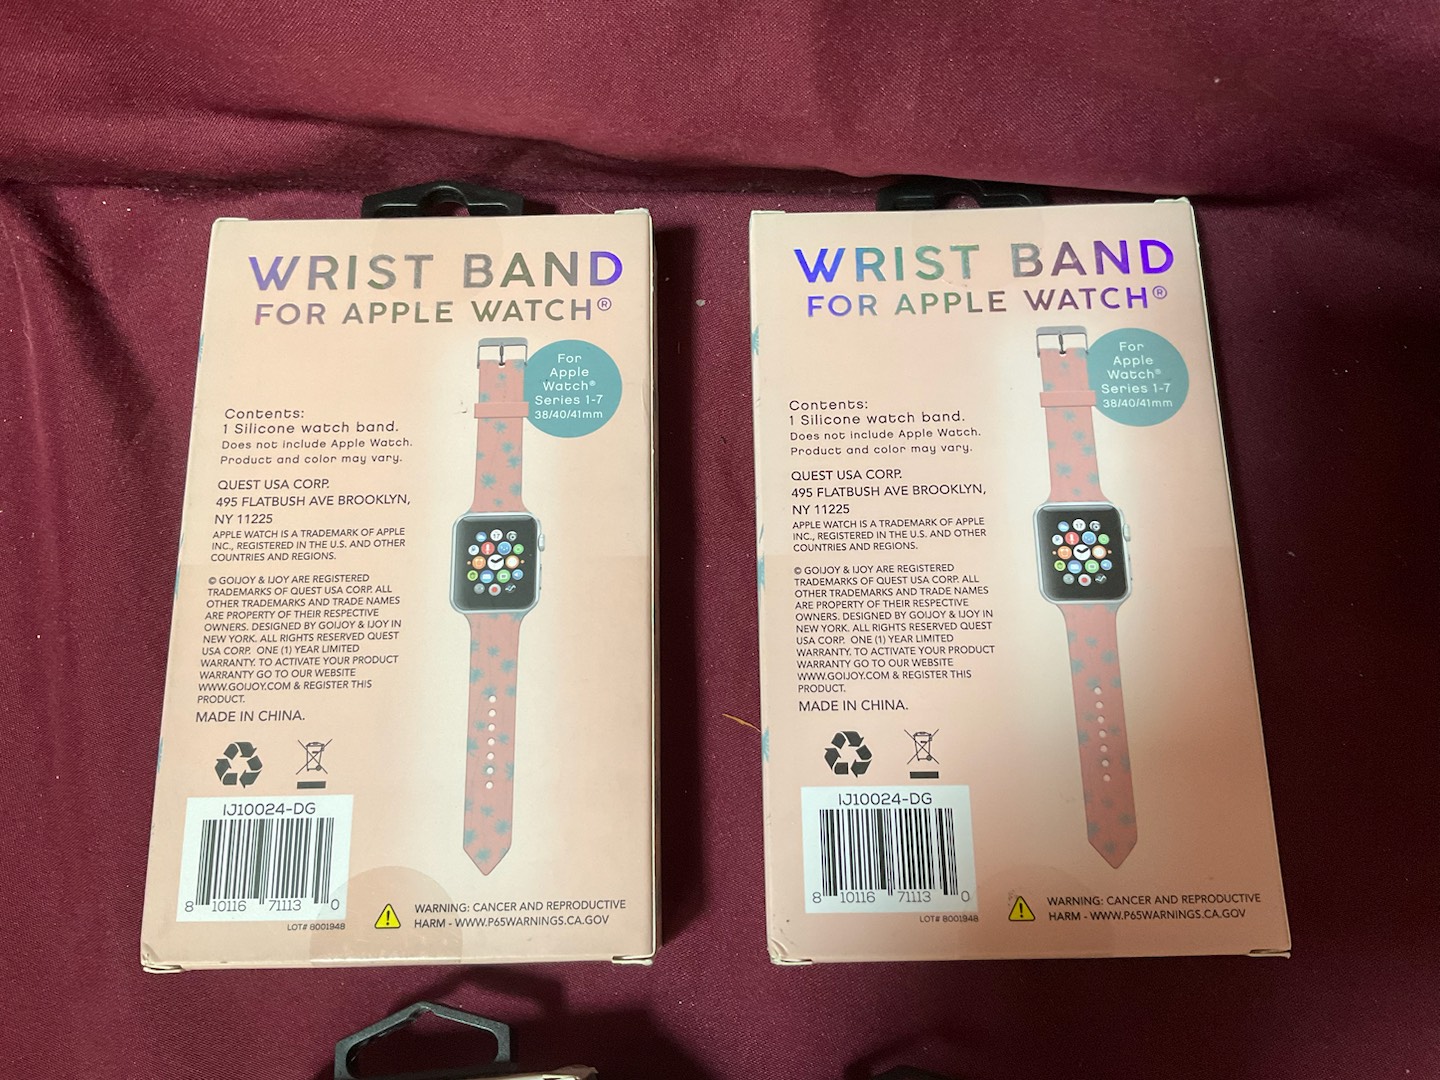 WRIST BAND
FOR APPLE WATCH®
For
Apple
Watch®
Series 1-7
38/40/41mm
Contents:
1 Silicone watch band.
Does not include Apple Watch.
Product and color may vary.
QUEST USA CORP.
495 FLATBUSH AVE BROOKLYN,
NY 11225
APPLE WATCH IS A TRADEMARK OF APPLE
INC., REGISTERED IN THE U.S. AND OTHER
COUNTRIES AND REGIONS.
© GOIJOY & IJOY ARE REGISTERED
TRADEMARKS OF QUEST USA CORP. ALL
OTHER TRADEMARKS AND TRADE NAMES
ARE PROPERTY OF THEIR RESPECTIVE
OWNERS. DESIGNED BY GOIJOY & IJOY IN
NEW YORK. ALL RIGHTS RESERVED QUEST
USA CORP. ONE (1) YEAR LIMITED
WARRANTY. TO ACTIVATE YOUR PRODUCT
WARRANTY GO TO OUR WEBSITE
WWW.GOIJOY.COM & REGISTER THIS
PRODUCT.
MADE IN CHINA.
IJ10024-DG
8 10116 71113 0
LOT# 8001948
WARNING: CANCER AND REPRODUCTIVE
HARM - WWW.P65WARNINGS.CA.GOV
WRIST BAND
FOR APPLE WATCH®
For
Apple
Watch®
Series 1-7
38/40/41mm
Contents:
1 Silicone watch band.
Does not include Apple Watch.
Product and color may vary.
QUEST USA CORP.
495 FLATBUSH AVE BROOKLYN,
NY 11225
APPLE WATCH IS A TRADEMARK OF APPLE
INC., REGISTERED IN THE U.S. AND OTHER
COUNTRIES AND REGIONS.
© GOIJOY & IJOY ARE REGISTERED
TRADEMARKS OF QUEST USA CORP. ALL
OTHER TRADEMARKS AND TRADE NAMES
ARE PROPERTY OF THEIR RESPECTIVE
OWNERS. DESIGNED BY GOIJOY & IJOY IN
NEW YORK. ALL RIGHTS RESERVED QUEST
USA CORP. ONE (1) YEAR LIMITED
WARRANTY. TO ACTIVATE YOUR PRODUCT
WARRANTY GO TO OUR WEBSITE
WWW.GOIJOY.COM & REGISTER THIS
PRODUCT.
MADE IN CHINA.
IJ10024-DG
8 10116 71113 0
LOT# 8001948
WARNING: CANCER AND REPRODUCTIVE
HARM - WWW.P65WARNINGS.CA.GOV